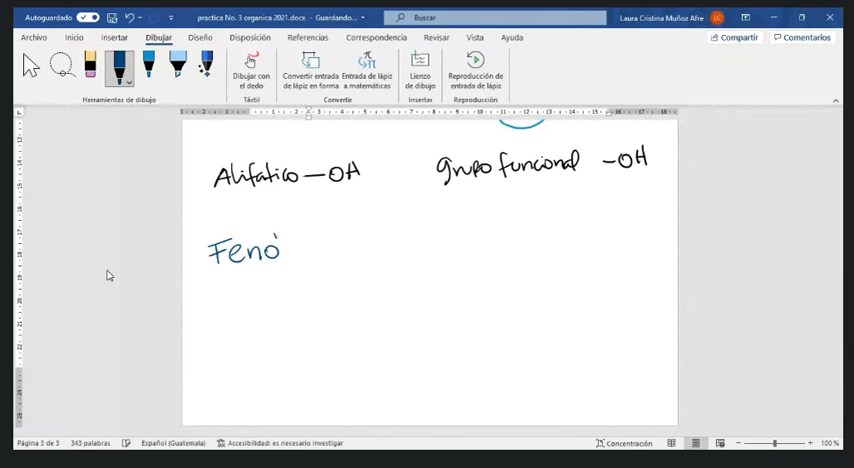 Autoguardado practica No. 3 organica 2021.docx - Guardando... Buscar Laura Cristina Muñoz Afre LC
Archivo Inicio Insertar Dibujar Diseño Disposición Referencias Correspondencia Revisar Vista Ayuda Compartir Comentarios
Dibujar con el dedo
Convertir entrada de lápiz en forma
Entrada de lápiz a matemáticas
Lienzo de dibujo
Reproducción de entrada de lápiz
Herramientas de dibujo Táctil Convertir Insertar Reproducción
Alifatico — OH Grupo funcional -OH
Fenó
Página 3 de 3 343 palabras Español (Guatemala) Accesibilidad: es necesario investigar Concentración 100 %